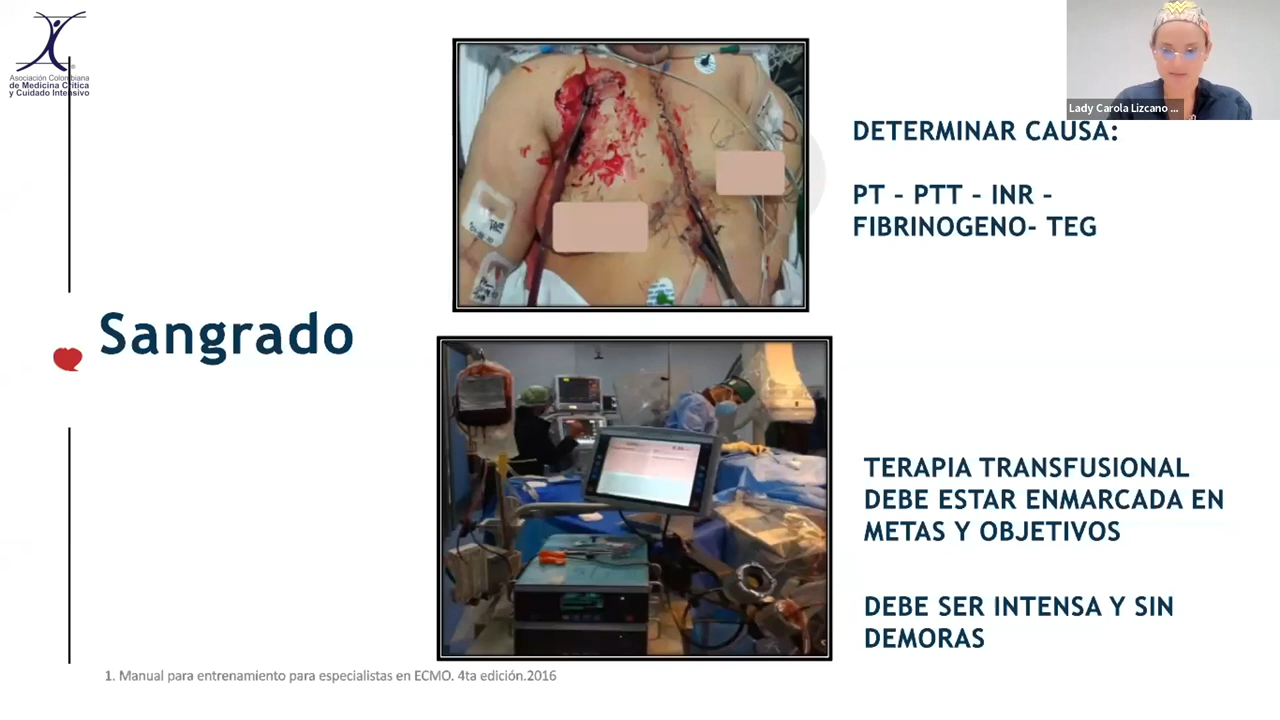 Asociación Colombiana
de Medicina Crítica
y Cuidado Intensivo
Lady Carola Lizcano ...
DETERMINAR CAUSA:
PT - PTT - INR -
FIBRINOGENO- TEG
Sangrado
TERAPIA TRANSFUSIONAL
DEBE ESTAR ENMARCADA EN
METAS Y OBJETIVOS
DEBE SER INTENSA Y SIN
DEMORAS
1. Manual para entrenamiento para especialistas en ECMO. 4ta edición.2016